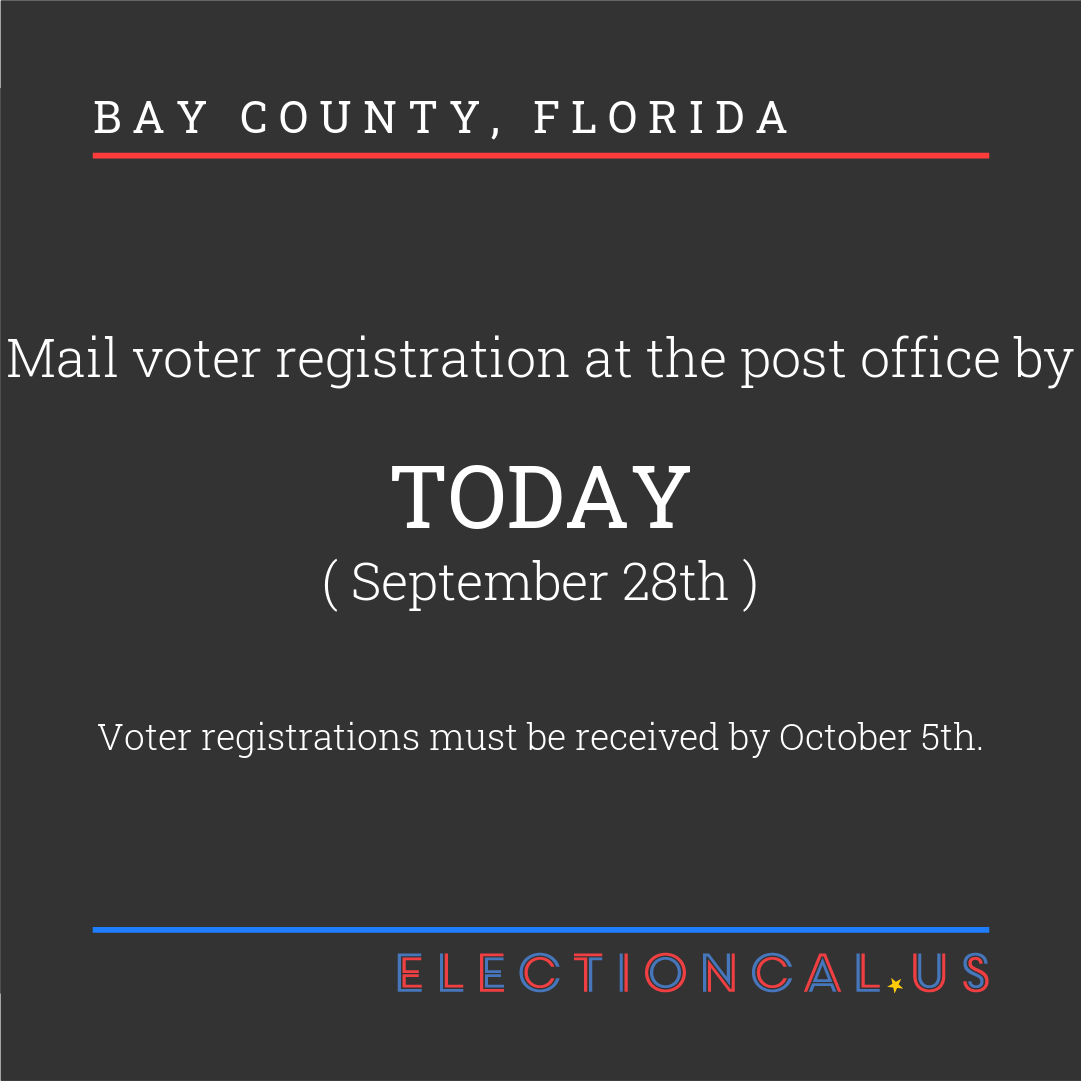 BAY COUNTY, FLORIDA
Mail voter registration at the post office by
TODAY
( September 28th )
Voter registrations must be received by October 5th.
ELECTIONCAL.US